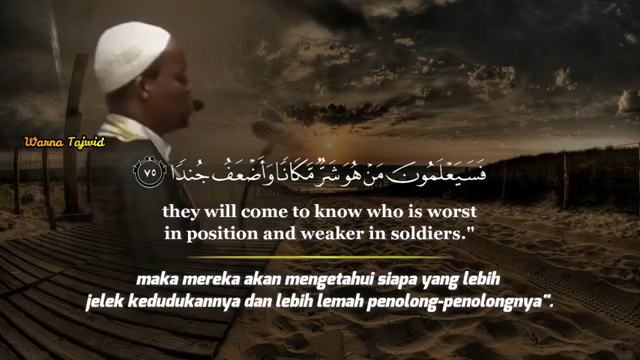 Warna Tajwid
فَسَيَعْلَمُونَ مَنْ هُوَ شَرٌّ مَّكَانًا وَأَضْعَفُ جُندًا ٧٥
they will come to know who is worst
in position and weaker in soldiers."
maka mereka akan mengetahui siapa yang lebih
jelek kedudukannya dan lebih lemah penolong-penolongnya".